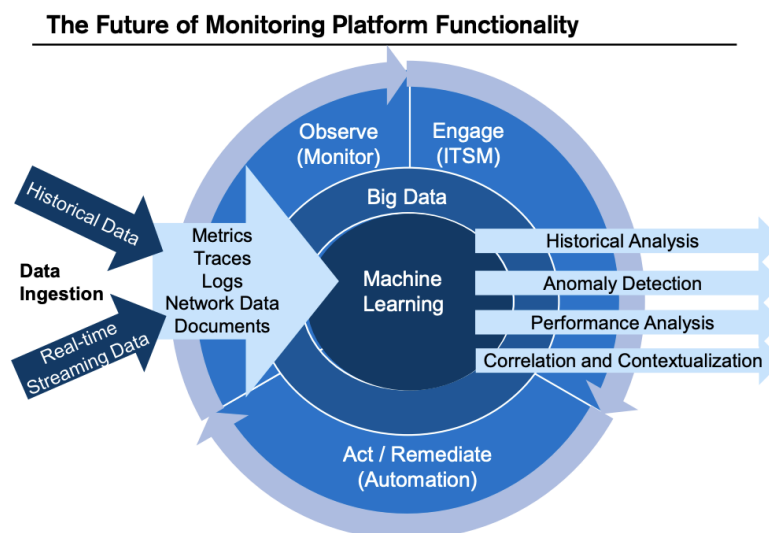 The Future of Monitoring Platform Functionality
Observe
(Monitor)
Engage
(ITSM)
Big Data
Historical Data
Data
Ingestion
Real-time
Streaming Data
Metrics
Traces
Logs
Network Data
Documents
Machine
Learning
Historical Analysis
Anomaly Detection
Performance Analysis
Correlation and Contextualization
Act / Remediate
(Automation)